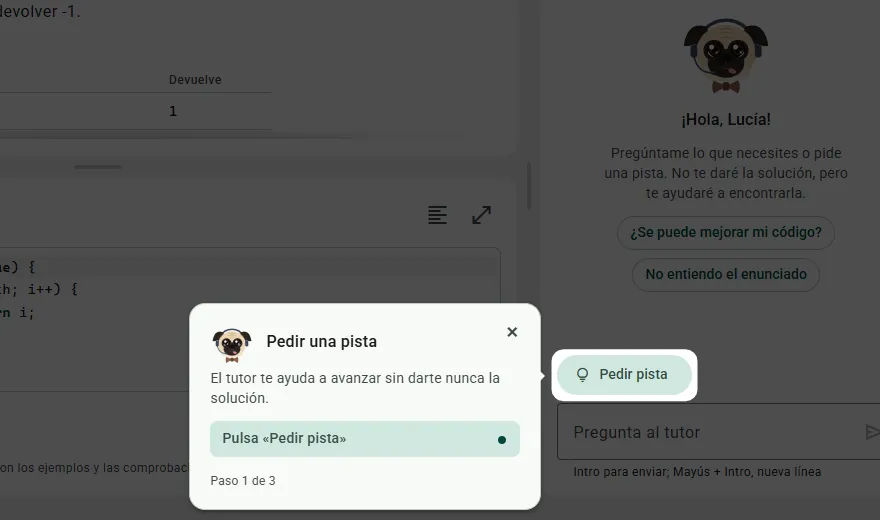 devolver -1.
Devuelve
1
ue) {
th; i++) {
rn i;
on los ejemplos y las comprobac
¡Hola, Lucía!
Pregúntame lo que necesites o pide
una pista. No te daré la solución, pero
te ayudaré a encontrarla.
¿Se puede mejorar mi código?
No entiendo el enunciado
Pedir una pista
El tutor te ayuda a avanzar sin darte nunca la
solución.
Pulsa «Pedir pista»
Paso 1 de 3
Pedir pista
Pregunta al tutor
Intro para enviar; Mayús + Intro, nueva línea